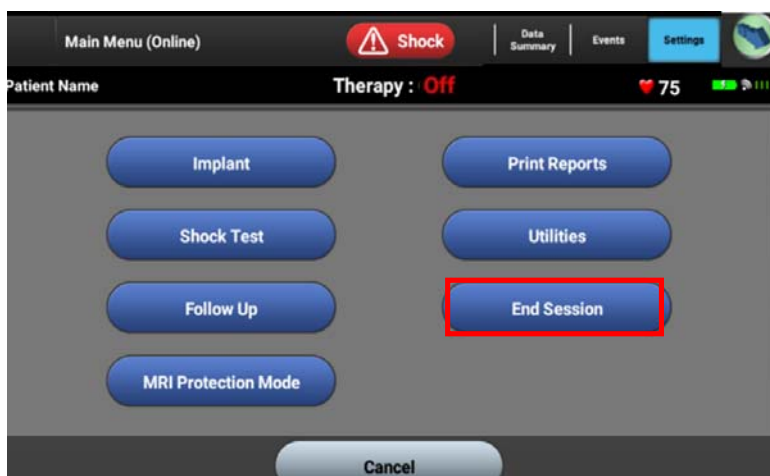 Main Menu (Online)
Shock
Data
Summary
Events
Settings
Patient Name
Therapy : Off
75
Implant
Print Reports
Shock Test
Utilities
Follow Up
End Session
MRI Protection Mode
Cancel